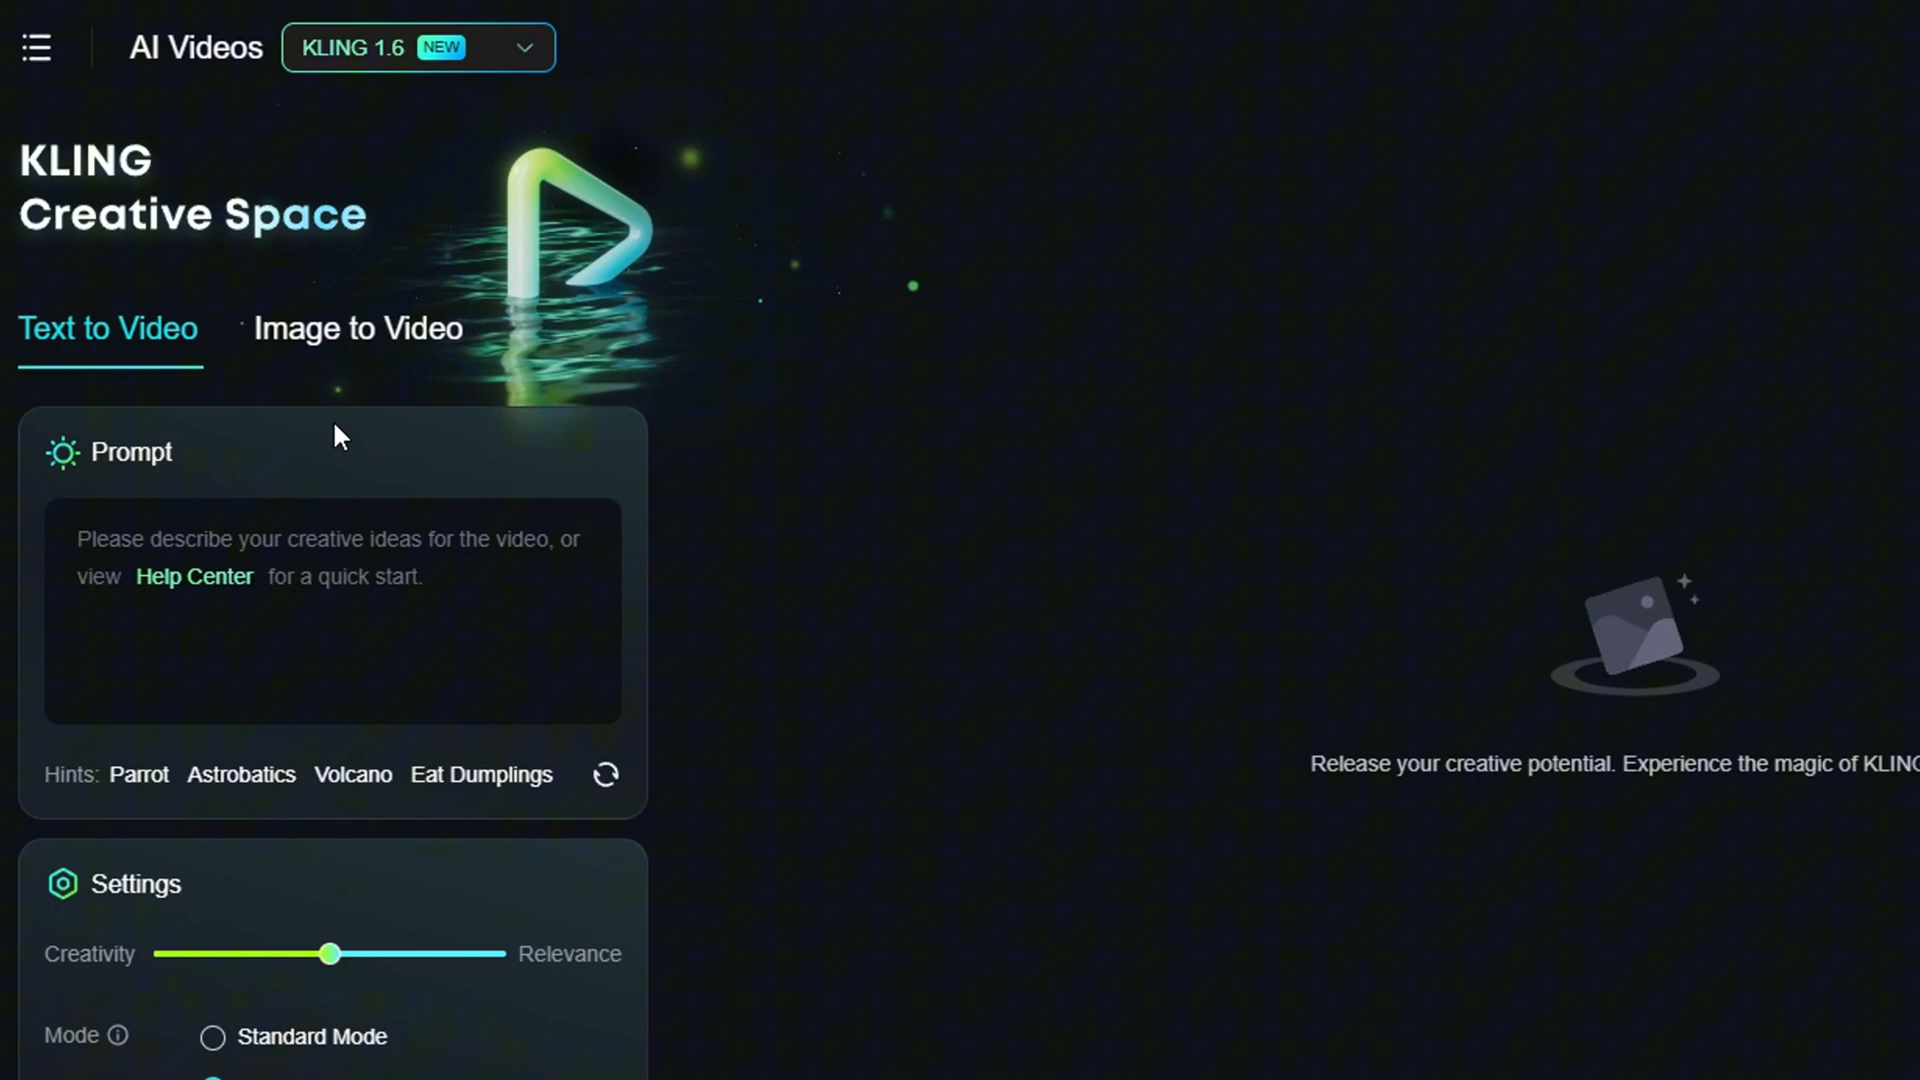 AI Videos
KLING 1.6 NEW
KLING
Creative Space
Text to Video
Image to Video
Prompt
Please describe your creative ideas for the video, or
view Help Center for a quick start.
Hints: Parrot Astrobatics Volcano Eat Dumplings
Release your creative potential. Experience the magic of KLING
Settings
Creativity
Relevance
Mode
Standard Mode